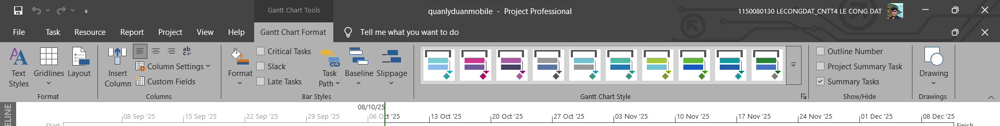 Gantt Chart Tools
quanlyduanmobile - Project Professional
1150080130 LECONGDAT_CNTT4 LE CONG DAT
File Task Resource Report Project View Help Gantt Chart Format Tell me what you want to do
Text Styles
Gridlines
Layout
Format
Insert Column
Column Settings
Custom Fields
Columns
Format
Critical Tasks
Slack
Late Tasks
Task Path
Baseline
Slippage
Bar Styles
Gantt Chart Style
Outline Number
Project Summary Task
Summary Tasks
Show/Hide
Drawing
Drawings
08/10/25
08 Sep '25 15 Sep '25 22 Sep '25 29 Sep '25 06 Oct '25 13 Oct '25 20 Oct '25 27 Oct '25 03 Nov '25 10 Nov '25 17 Nov '25 24 Nov '25 01 Dec '25 08 Dec '25
Start Finish
ELINE